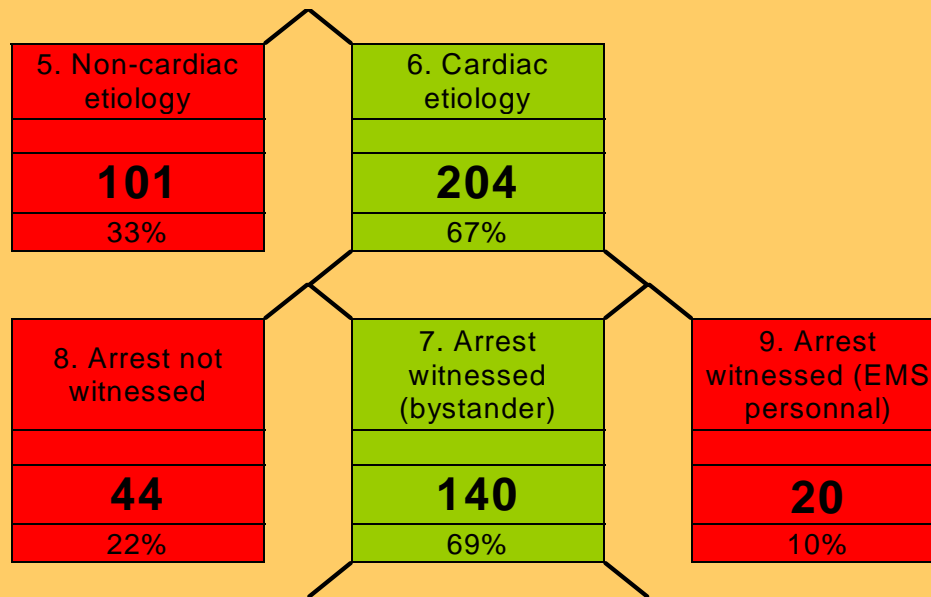 5. Non-cardiac
etiology
101
33%
6. Cardiac
etiology
204
67%
8. Arrest not
witnessed
44
22%
7. Arrest
witnessed
(bystander)
140
69%
9. Arrest
witnessed (EMS
personnal)
20
10%